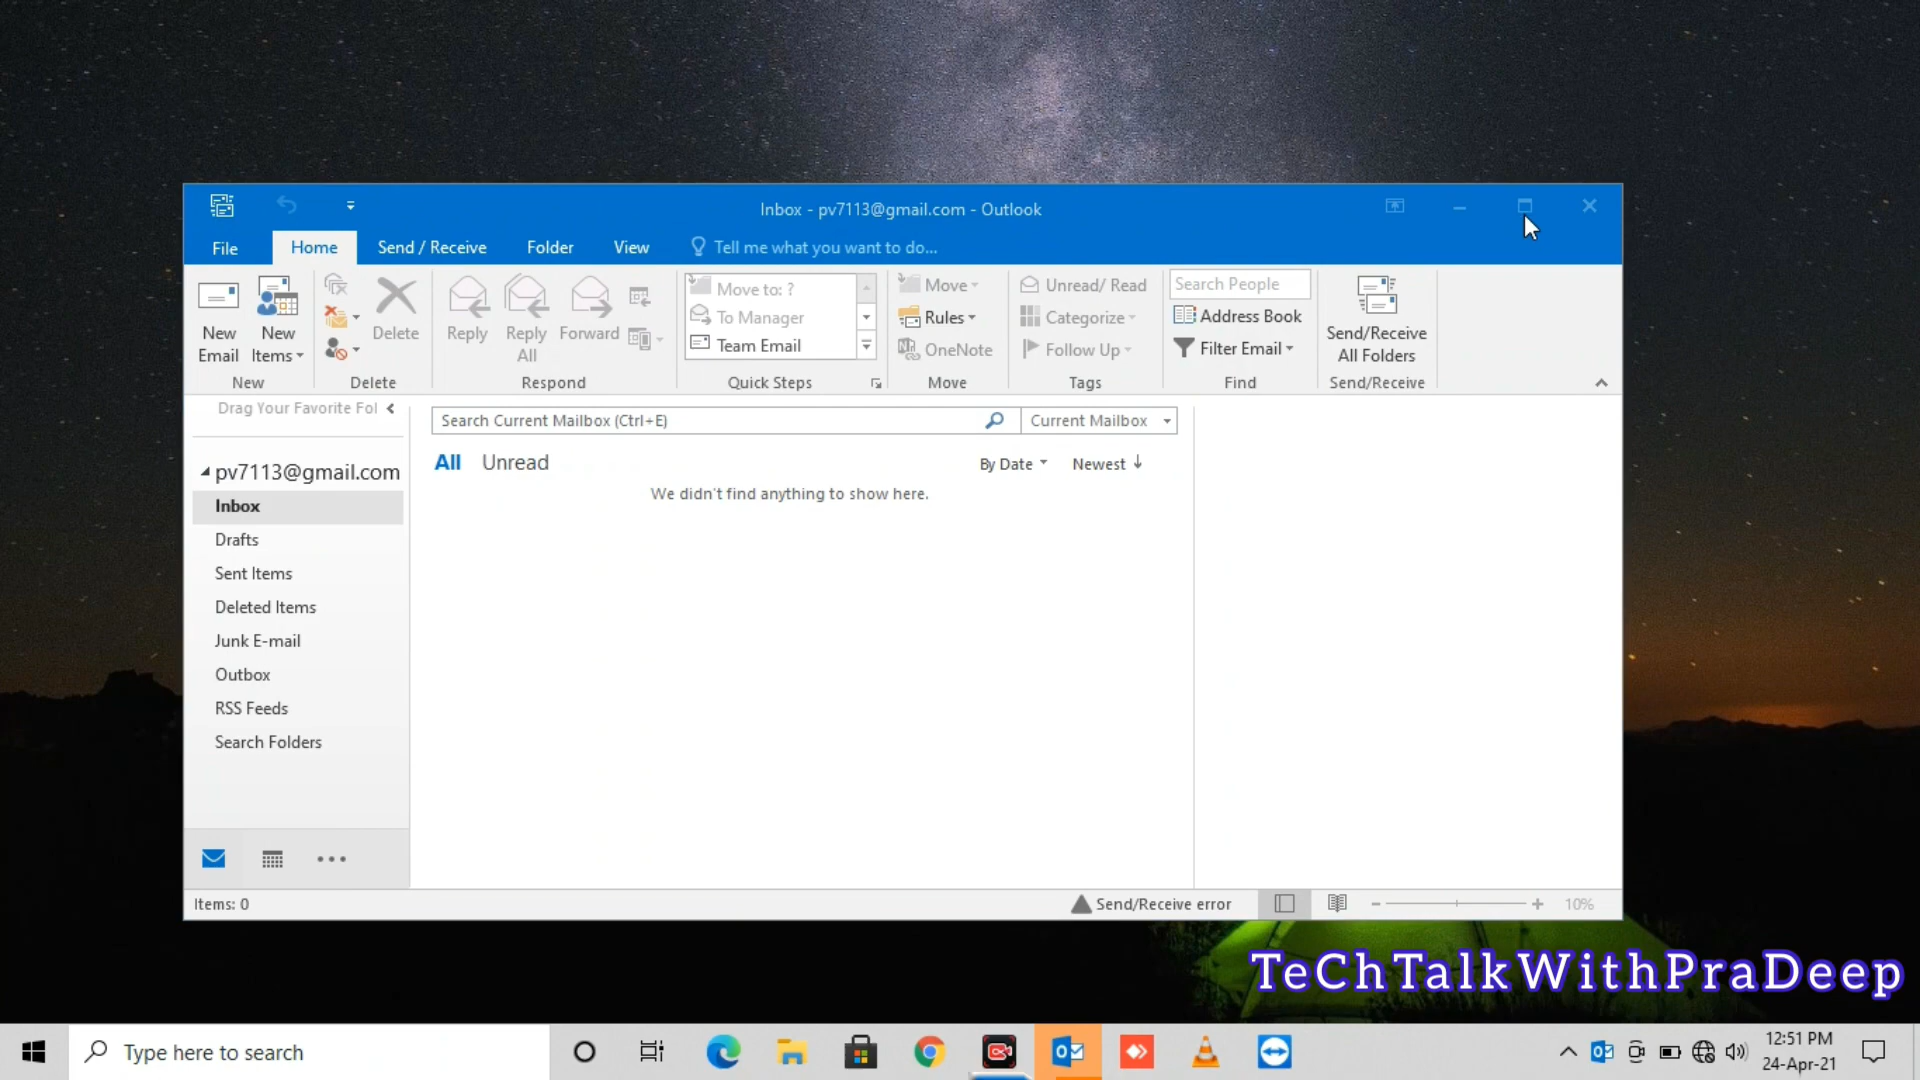 Inbox - pv7113@gmail.com - Outlook
File Home Send / Receive Folder View Tell me what you want to do...
New Email
New Items
New
Delete
Delete
Reply
Reply All
Forward
Respond
Move to: ?
To Manager
Team Email
Quick Steps
Move
Rules
OneNote
Move
Unread/ Read
Categorize
Follow Up
Tags
Search People
Address Book
Filter Email
Find
Send/Receive All Folders
Send/Receive
Drag Your Favorite Fol
Search Current Mailbox (Ctrl+E) Current Mailbox
pv7113@gmail.com
All Unread By Date Newest
We didn't find anything to show here.
Inbox
Drafts
Sent Items
Deleted Items
Junk E-mail
Outbox
RSS Feeds
Search Folders
Items: 0 Send/Receive error 10%
TeChTalkWithPraDeep
Type here to search
12:51 PM
24-Apr-21